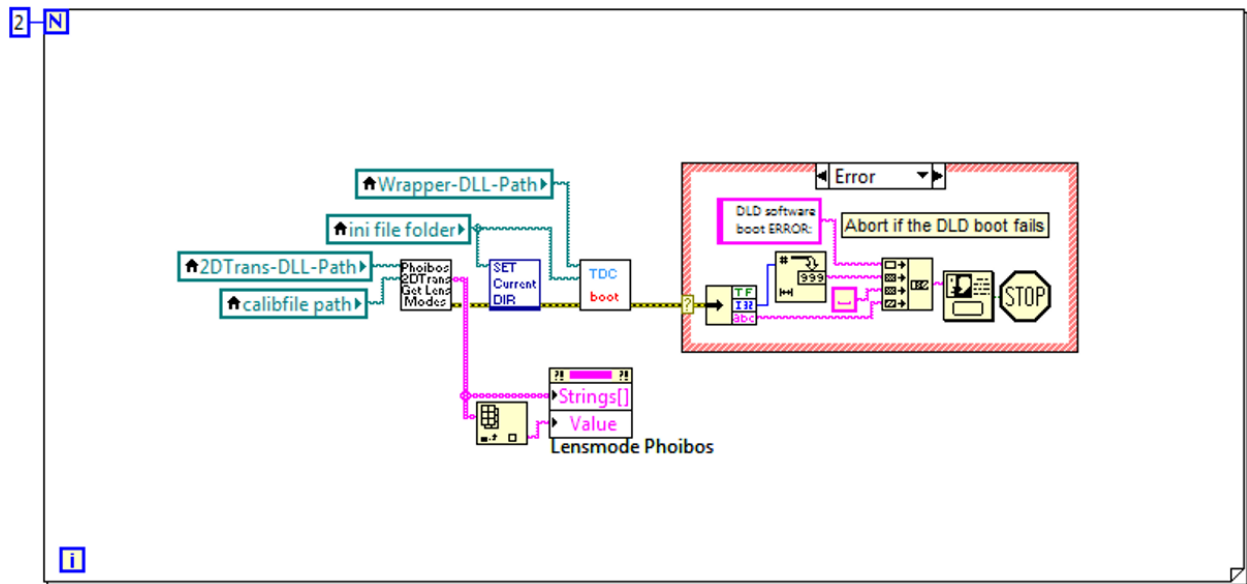 2
N
Wrapper-DLL-Path
ini file folder
2DTrans-DLL-Path
calibfile path
Phoibos
2DTrans
Get Lens
Modes
SET
Current
DIR
TDC
boot
Error
DLD software
boot ERROR:
Abort if the DLD boot fails
#
999
TF
I32
abc
?
STOP
?! ?!
Strings[]
Value
Lensmode Phoibos
i